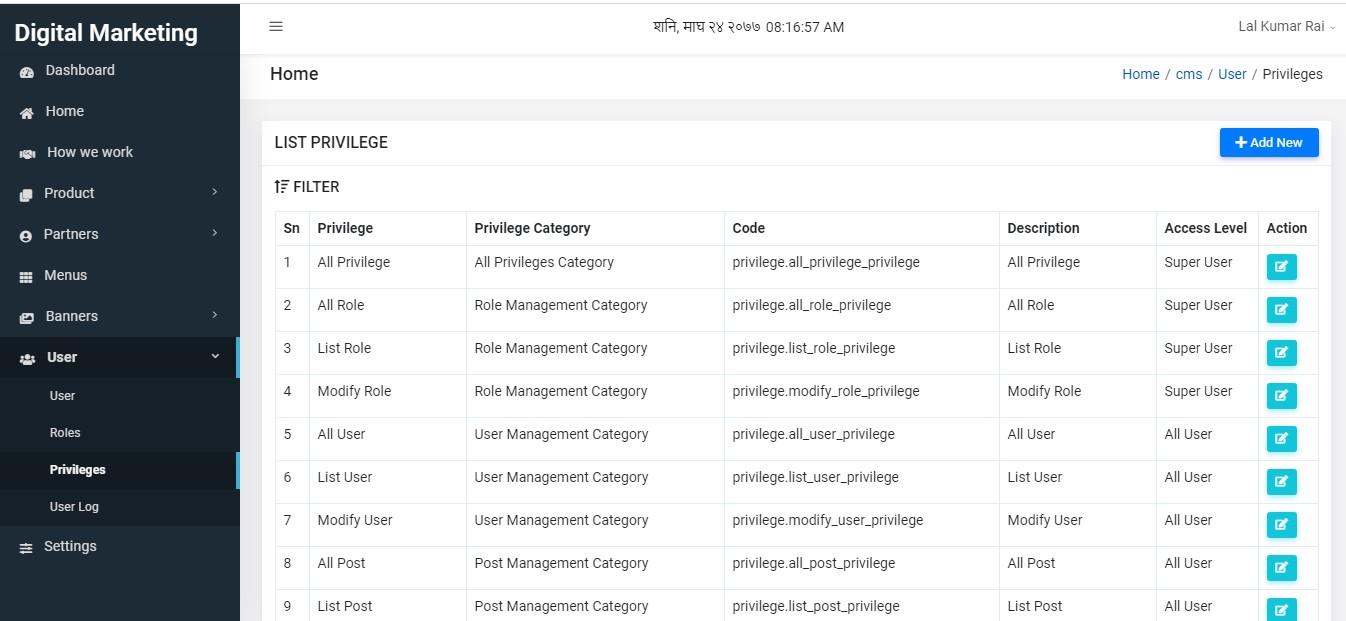 Digital Marketing
शनि, माघ २४ २०७७ 08:16:57 AM
Lal Kumar Rai
Dashboard
Home
How we work
Product
Partners
Menus
Banners
User
User
Roles
Privileges
User Log
Settings
Home
Home / cms / User / Privileges
LIST PRIVILEGE
Add New
FILTER
Sn Privilege Privilege Category Code Description Access Level Action
1 All Privilege All Privileges Category privilege.all_privilege_privilege All Privilege Super User
2 All Role Role Management Category privilege.all_role_privilege All Role Super User
3 List Role Role Management Category privilege.list_role_privilege List Role Super User
4 Modify Role Role Management Category privilege.modify_role_privilege Modify Role Super User
5 All User User Management Category privilege.all_user_privilege All User All User
6 List User User Management Category privilege.list_user_privilege List User All User
7 Modify User User Management Category privilege.modify_user_privilege Modify User All User
8 All Post Post Management Category privilege.all_post_privilege All Post All User
9 List Post Post Management Category privilege.list_post_privilege List Post All User